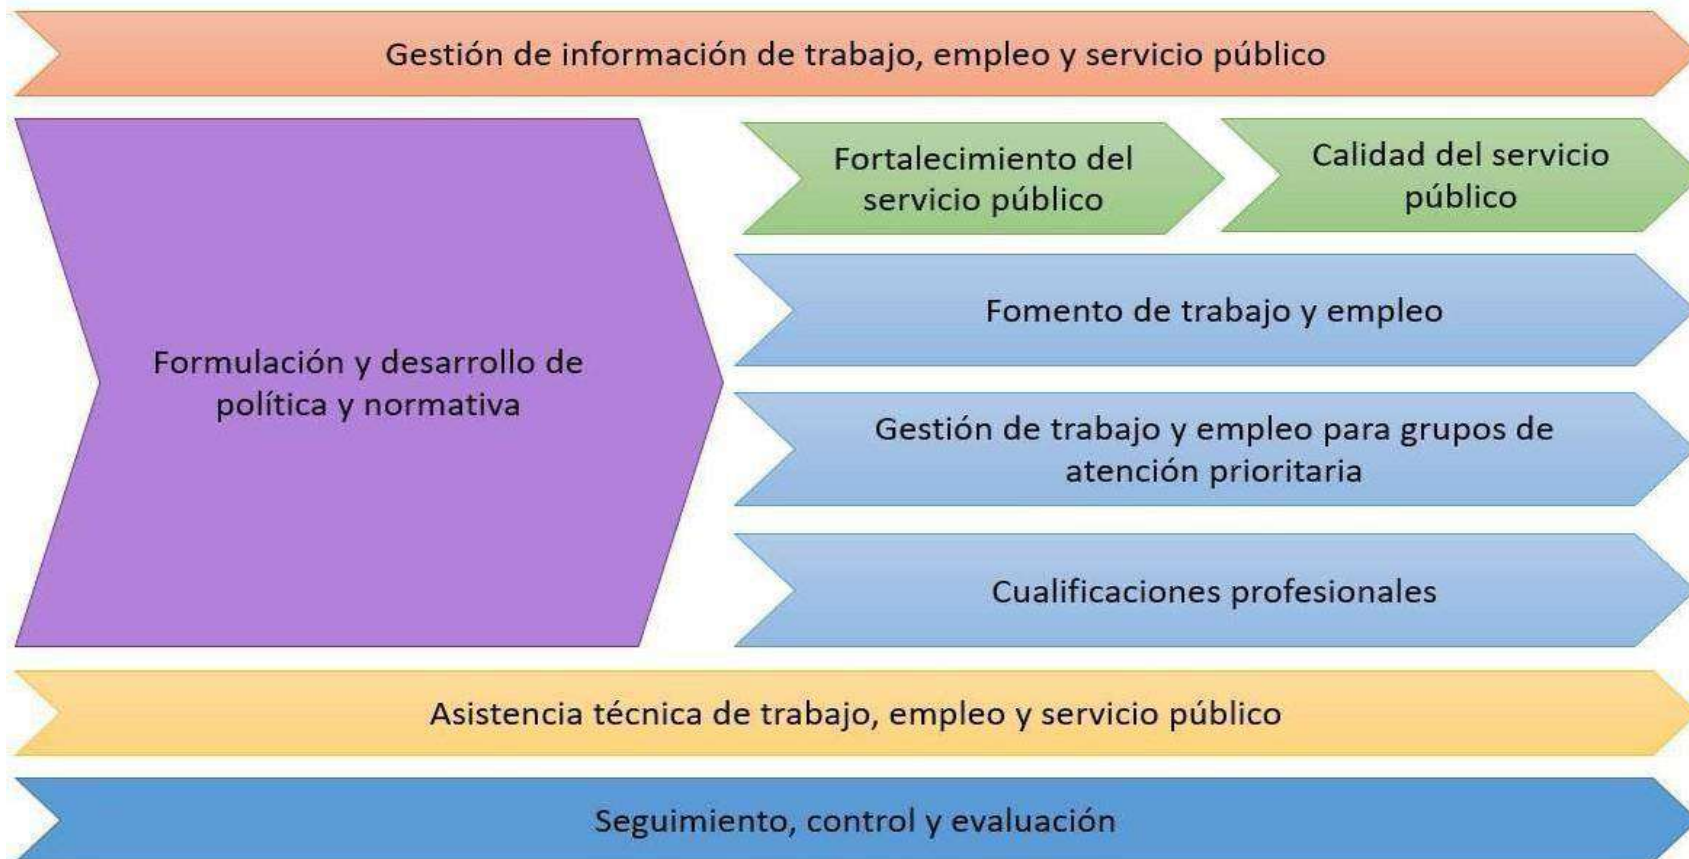 Gestión de información de trabajo, empleo y servicio público
Fortalecimiento del
servicio público
Calidad del servicio
público
Fomento de trabajo y empleo
Formulación y desarrollo de
política y normativa
Gestión de trabajo y empleo para grupos de
atención prioritaria
Cualificaciones profesionales
Asistencia técnica de trabajo, empleo y servicio público
Seguimiento, control y evaluación